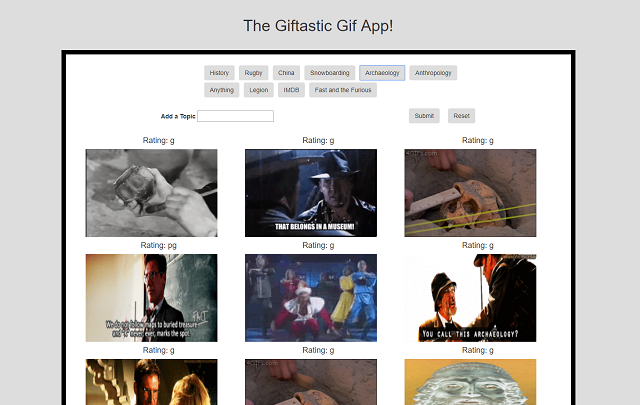 The Giftastic Gif App!
History Rugby China Snowboarding Archaeology Anthropology
Anything Legion IMDB Fast and the Furious
Add a Topic Submit Reset
Rating: g Rating: g Rating: g
THAT BELONGS IN A MUSEUM!
Rating: pg Rating: g Rating: g
We do not follow maps to buried treasure
and "x" never, ever, marks the spot.
YOU CALL THIS ARCHAEOLOGY?
Rating: g Rating: g Rating: g